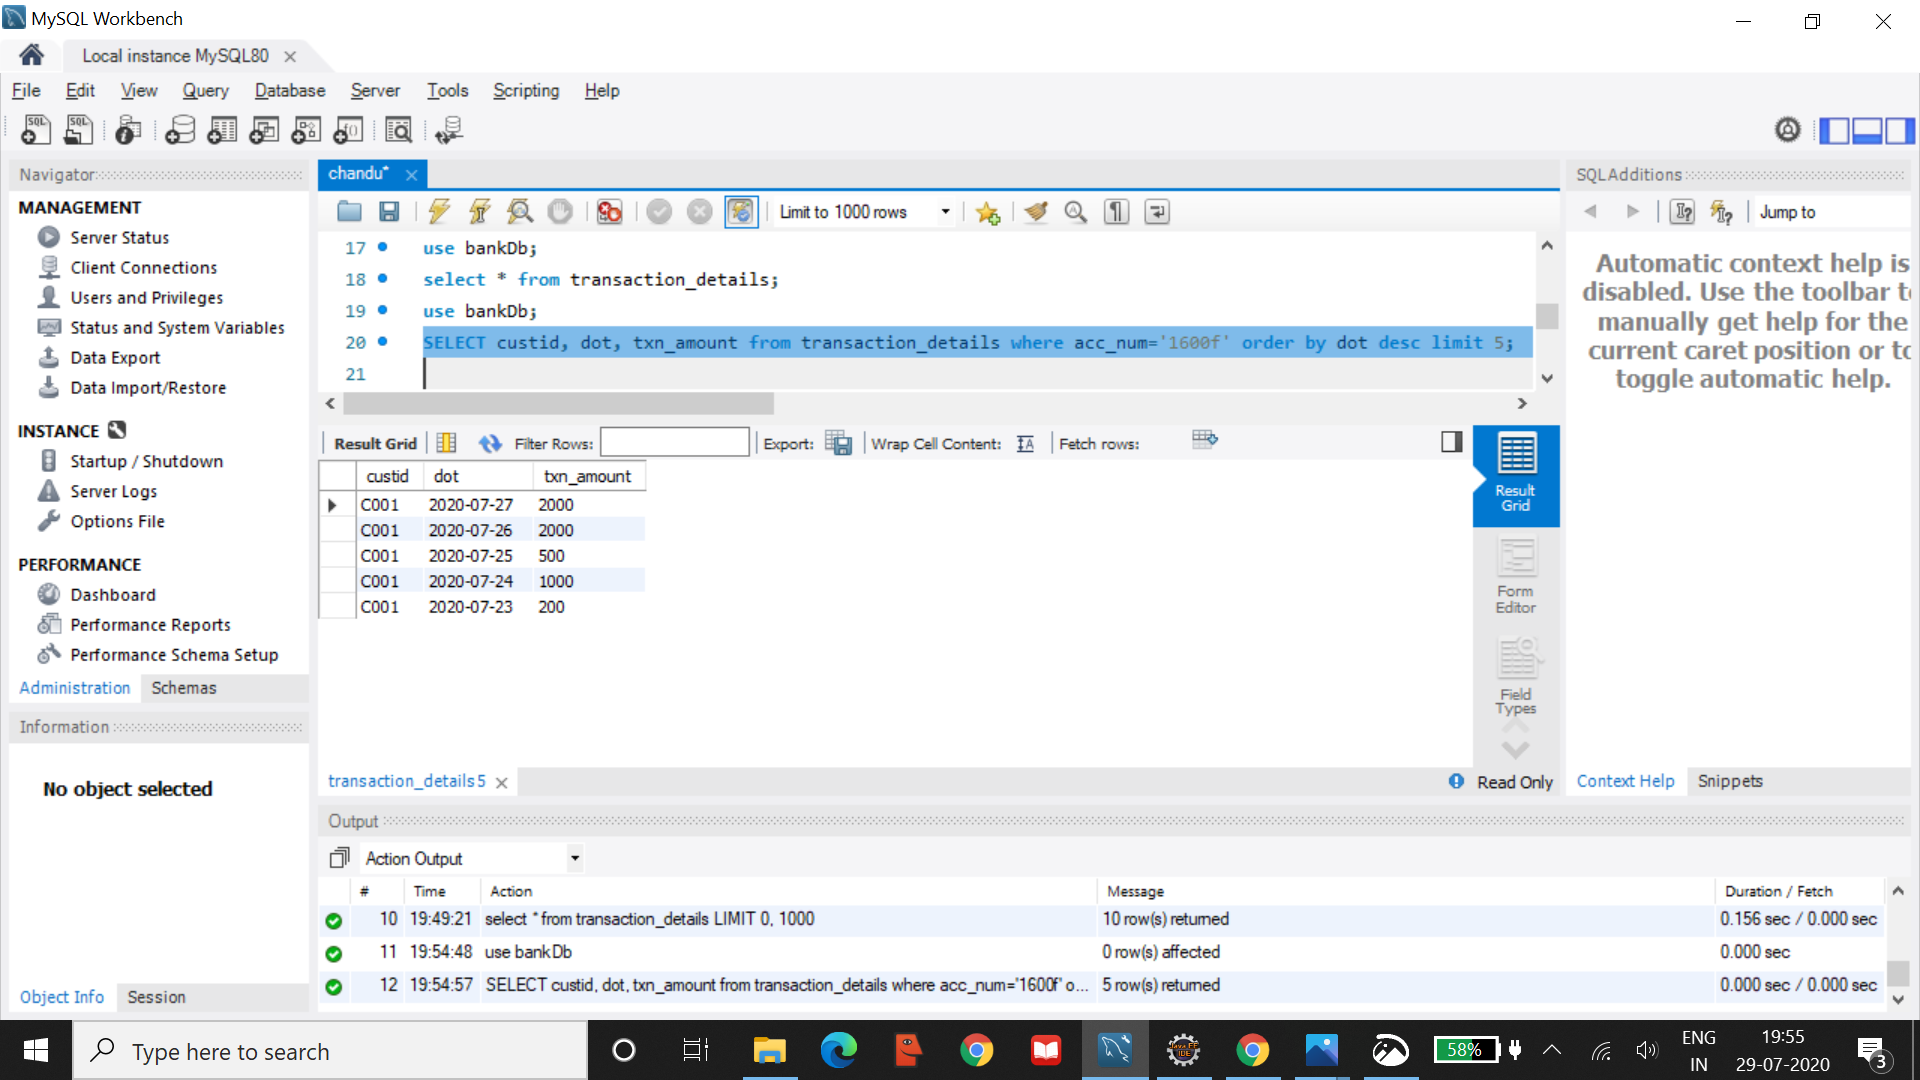 MySQL Workbench
Local instance MySQL80
File Edit View Query Database Server Tools Scripting Help
Navigator
MANAGEMENT
Server Status
Client Connections
Users and Privileges
Status and System Variables
Data Export
Data Import/Restore
INSTANCE
Startup / Shutdown
Server Logs
Options File
PERFORMANCE
Dashboard
Performance Reports
Performance Schema Setup
Administration Schemas
Information
No object selected
Object Info Session
chandu*
Limit to 1000 rows
17 use bankDb;
18 select * from transaction_details;
19 use bankDb;
20 SELECT custid, dot, txn_amount from transaction_details where acc_num='1600f' order by dot desc limit 5;
21
Result Grid Filter Rows: Export: Wrap Cell Content: Fetch rows:
custid dot txn_amount
C001 2020-07-27 2000
C001 2020-07-26 2000
C001 2020-07-25 500
C001 2020-07-24 1000
C001 2020-07-23 200
Result
Grid
Form
Editor
Field
Types
transaction_details 5
Read Only
SQLAdditions
Jump to
Automatic context help is
disabled. Use the toolbar to
manually get help for the
current caret position or to
toggle automatic help.
Context Help Snippets
Output
Action Output
# Time Action Message Duration / Fetch
10 19:49:21 select * from transaction_details LIMIT 0, 1000 10 row(s) returned 0.156 sec / 0.000 sec
11 19:54:48 use bankDb 0 row(s) affected 0.000 sec
12 19:54:57 SELECT custid, dot, txn_amount from transaction_details where acc_num='1600f' o... 5 row(s) returned 0.000 sec / 0.000 sec
Type here to search
58%
ENG
IN
19:55
29-07-2020
3